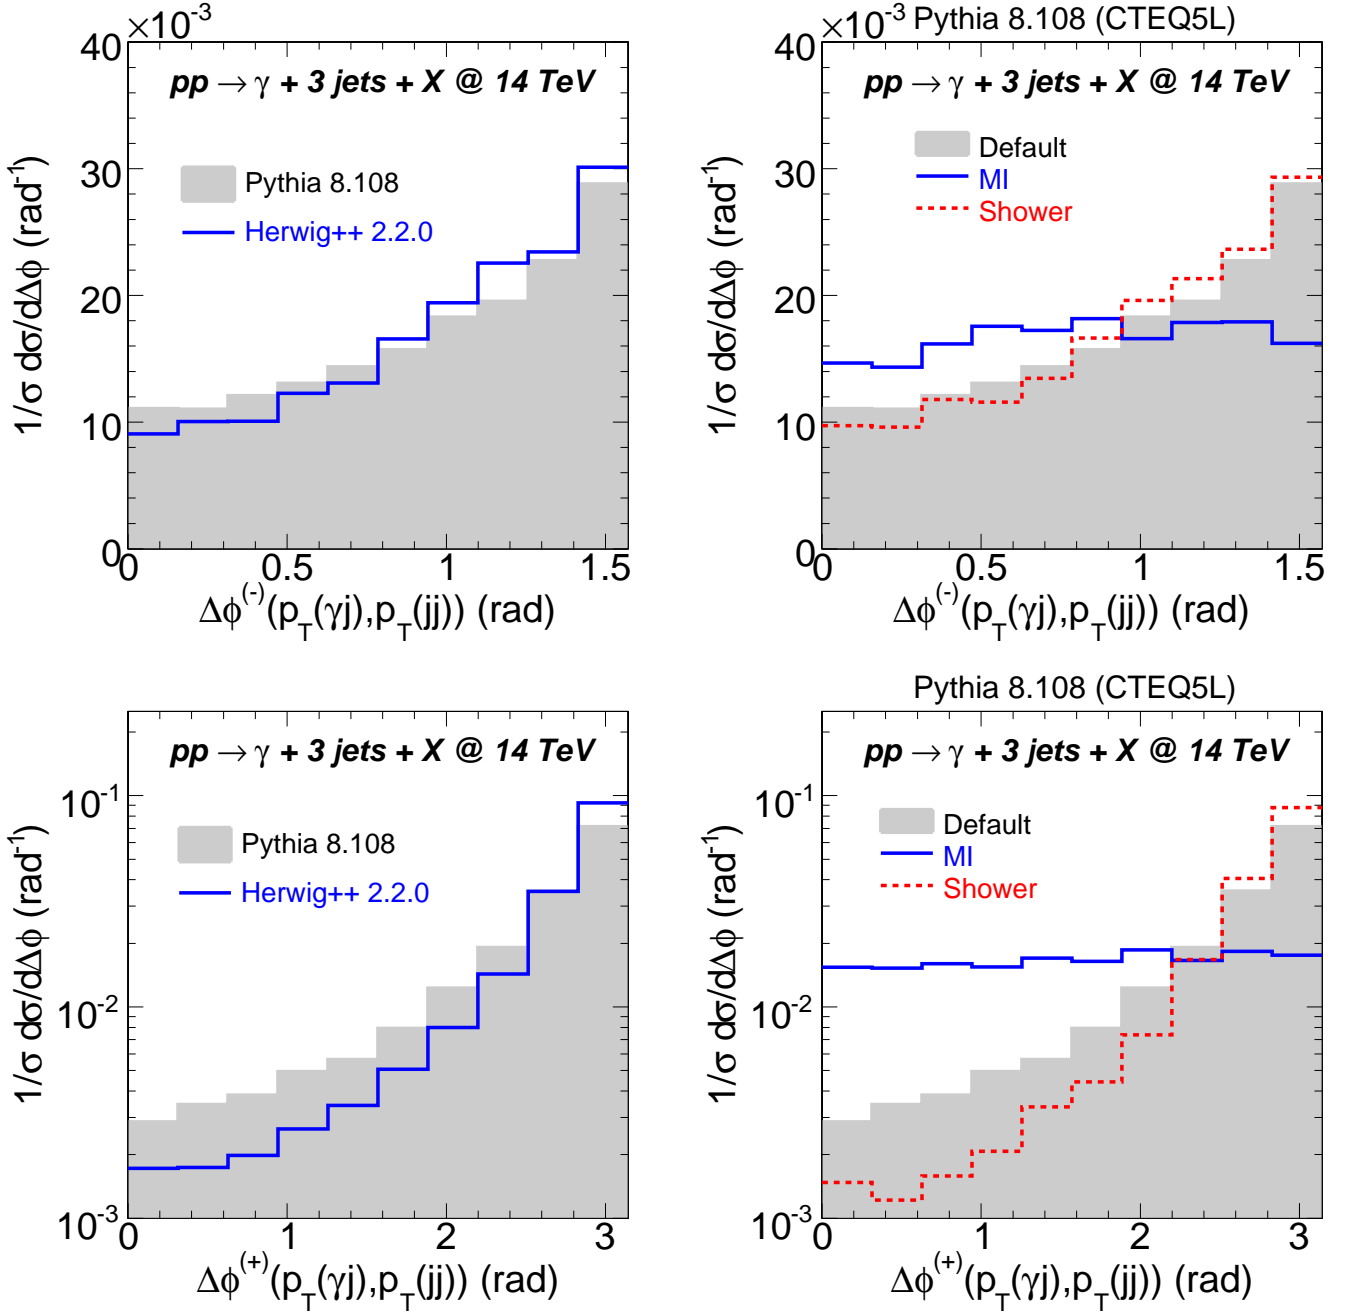 ×10⁻³
40
30
20
10
0
pp → γ + 3 jets + X @ 14 TeV
Pythia 8.108
Herwig++ 2.2.0
1/σ dσ/dΔϕ (rad⁻¹)
0 0.5 1 1.5
Δϕ⁽⁻⁾(p_T(γj),p_T(jj)) (rad)
×10⁻³ Pythia 8.108 (CTEQ5L)
40
30
20
10
0
pp → γ + 3 jets + X @ 14 TeV
Default
MI
Shower
1/σ dσ/dΔϕ (rad⁻¹)
0 0.5 1 1.5
Δϕ⁽⁻⁾(p_T(γj),p_T(jj)) (rad)
10⁻¹
10⁻²
10⁻³
pp → γ + 3 jets + X @ 14 TeV
Pythia 8.108
Herwig++ 2.2.0
1/σ dσ/dΔϕ (rad⁻¹)
0 1 2 3
Δϕ⁽⁺⁾(p_T(γj),p_T(jj)) (rad)
Pythia 8.108 (CTEQ5L)
10⁻¹
10⁻²
10⁻³
pp → γ + 3 jets + X @ 14 TeV
Default
MI
Shower
1/σ dσ/dΔϕ (rad⁻¹)
0 1 2 3
Δϕ⁽⁺⁾(p_T(γj),p_T(jj)) (rad)